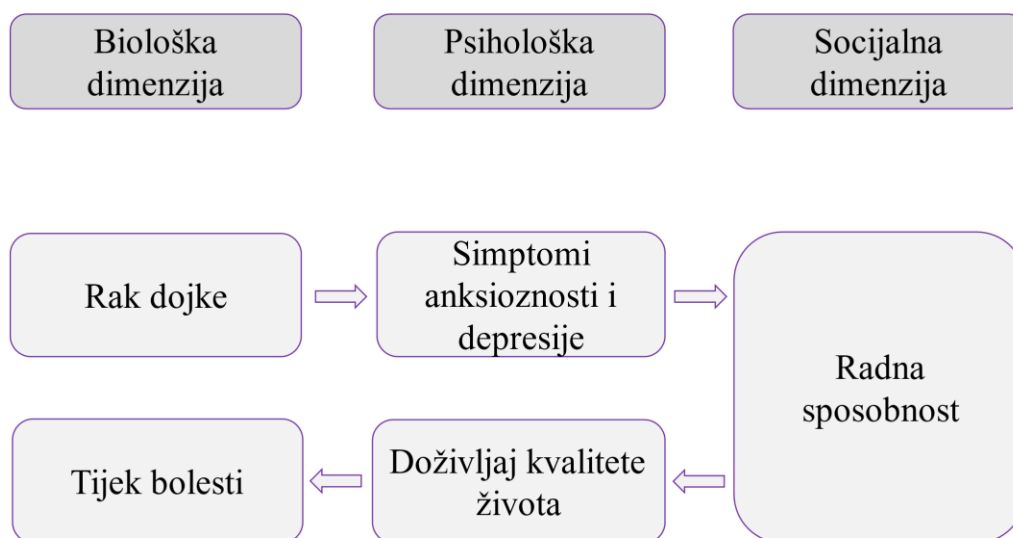 Biološka
dimenzija
Psihološka
dimenzija
Socijalna
dimenzija
Rak dojke
Simptomi
anksioznosti i
depresije
Radna
sposobnost
Tijek bolesti
Doživljaj kvalitete
života